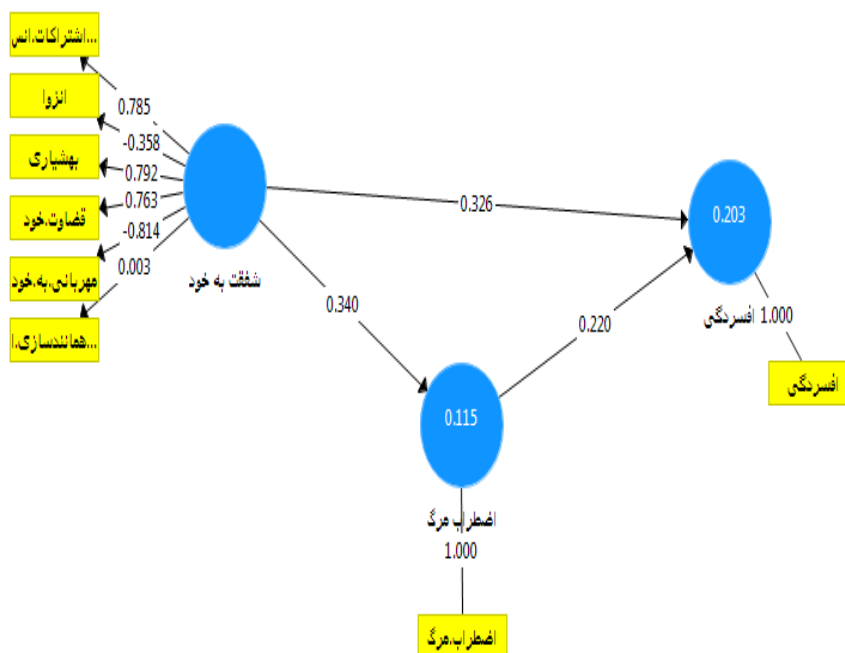 ...اشتراکات.انس
انزوا
بهشیاری
قضاوت.خود
مهربانی.به.خود
...همانندسازی.ا
0.785
-0.358
0.792
0.763
-0.814
0.003
شفقت به خود
0.326
0.340
0.220
0.203
افسردگی
1.000
افسردگی
0.115
اضطراب مرگ
1.000
اضطراب.مرگ